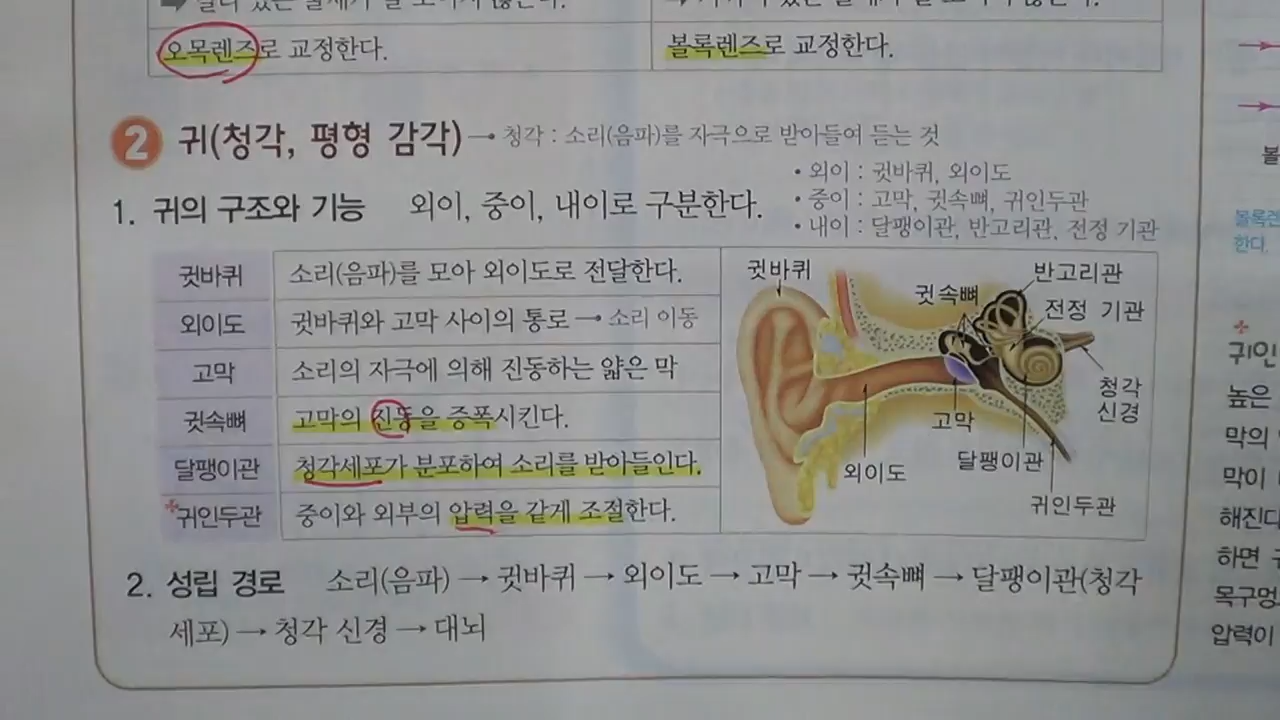 오목렌즈로 교정한다.
볼록렌즈로 교정한다.
2 귀(청각, 평형 감각) → 청각 : 소리(음파)를 자극으로 받아들여 듣는 것
• 외이 : 귓바퀴, 외이도
• 중이 : 고막, 귓속뼈, 귀인두관
• 내이 : 달팽이관, 반고리관, 전정 기관
1. 귀의 구조와 기능 외이, 중이, 내이로 구분한다.
귓바퀴 소리(음파)를 모아 외이도로 전달한다.
외이도 귓바퀴와 고막 사이의 통로 → 소리 이동
고막 소리의 자극에 의해 진동하는 얇은 막
귓속뼈 고막의 진동을 증폭시킨다.
달팽이관 청각세포가 분포하여 소리를 받아들인다.
*귀인두관 중이와 외부의 압력을 같게 조절한다.
귓바퀴
귓속뼈
반고리관
전정 기관
청각
신경
고막
외이도
달팽이관
귀인두관
2. 성립 경로 소리(음파) → 귓바퀴 → 외이도 → 고막 → 귓속뼈 → 달팽이관(청각
세포) → 청각 신경 → 대뇌
볼
볼록렌
한다.
*
귀인
높은
막의
막이
해진다
하면
목구멍
압력이